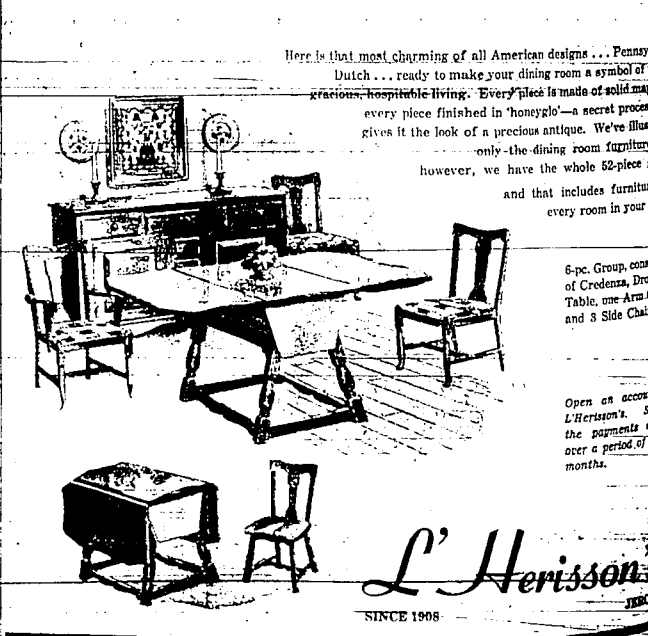 Here is that most charming of all American designs ... Pennsy
Dutch ... ready to make your dining room a symbol of
gracious, hospitable living. Every piece is made of solid map
every piece finished in 'honeyglo'—a secret proces
gives it the look of a precious antique. We've illus
only the dining room furnitur
however, we have the whole 52-piece
and that includes furnitu
every room in your
6-pc. Group, cons
of Credenza, Dro
Table, one Arm
and 3 Side Chai
Open an accou
L'Herisson's. S
the payments
over a period of
months.
L' Herisson
SINCE 1908